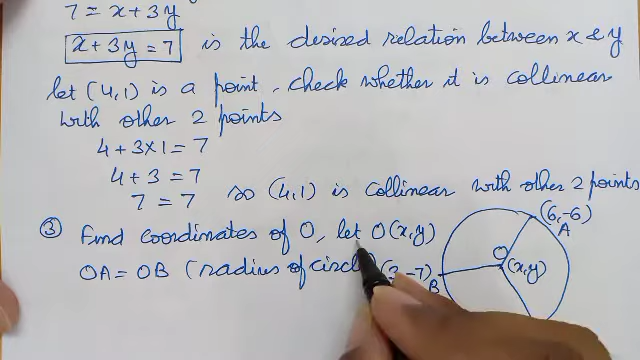 7 = x + 3y
x + 3y = 7 is the desired relation between x & y
let (4,1) is a point, check whether it is collinear
with other 2 points
4 + 3×1 = 7
4 + 3 = 7
7 = 7 so (4,1) is collinear with other 2 points
③ Find coordinates of O, let O(x,y)
OA = OB (radius of circle)
(6,-6)
A
O
(x,y)
(3,-7)
B